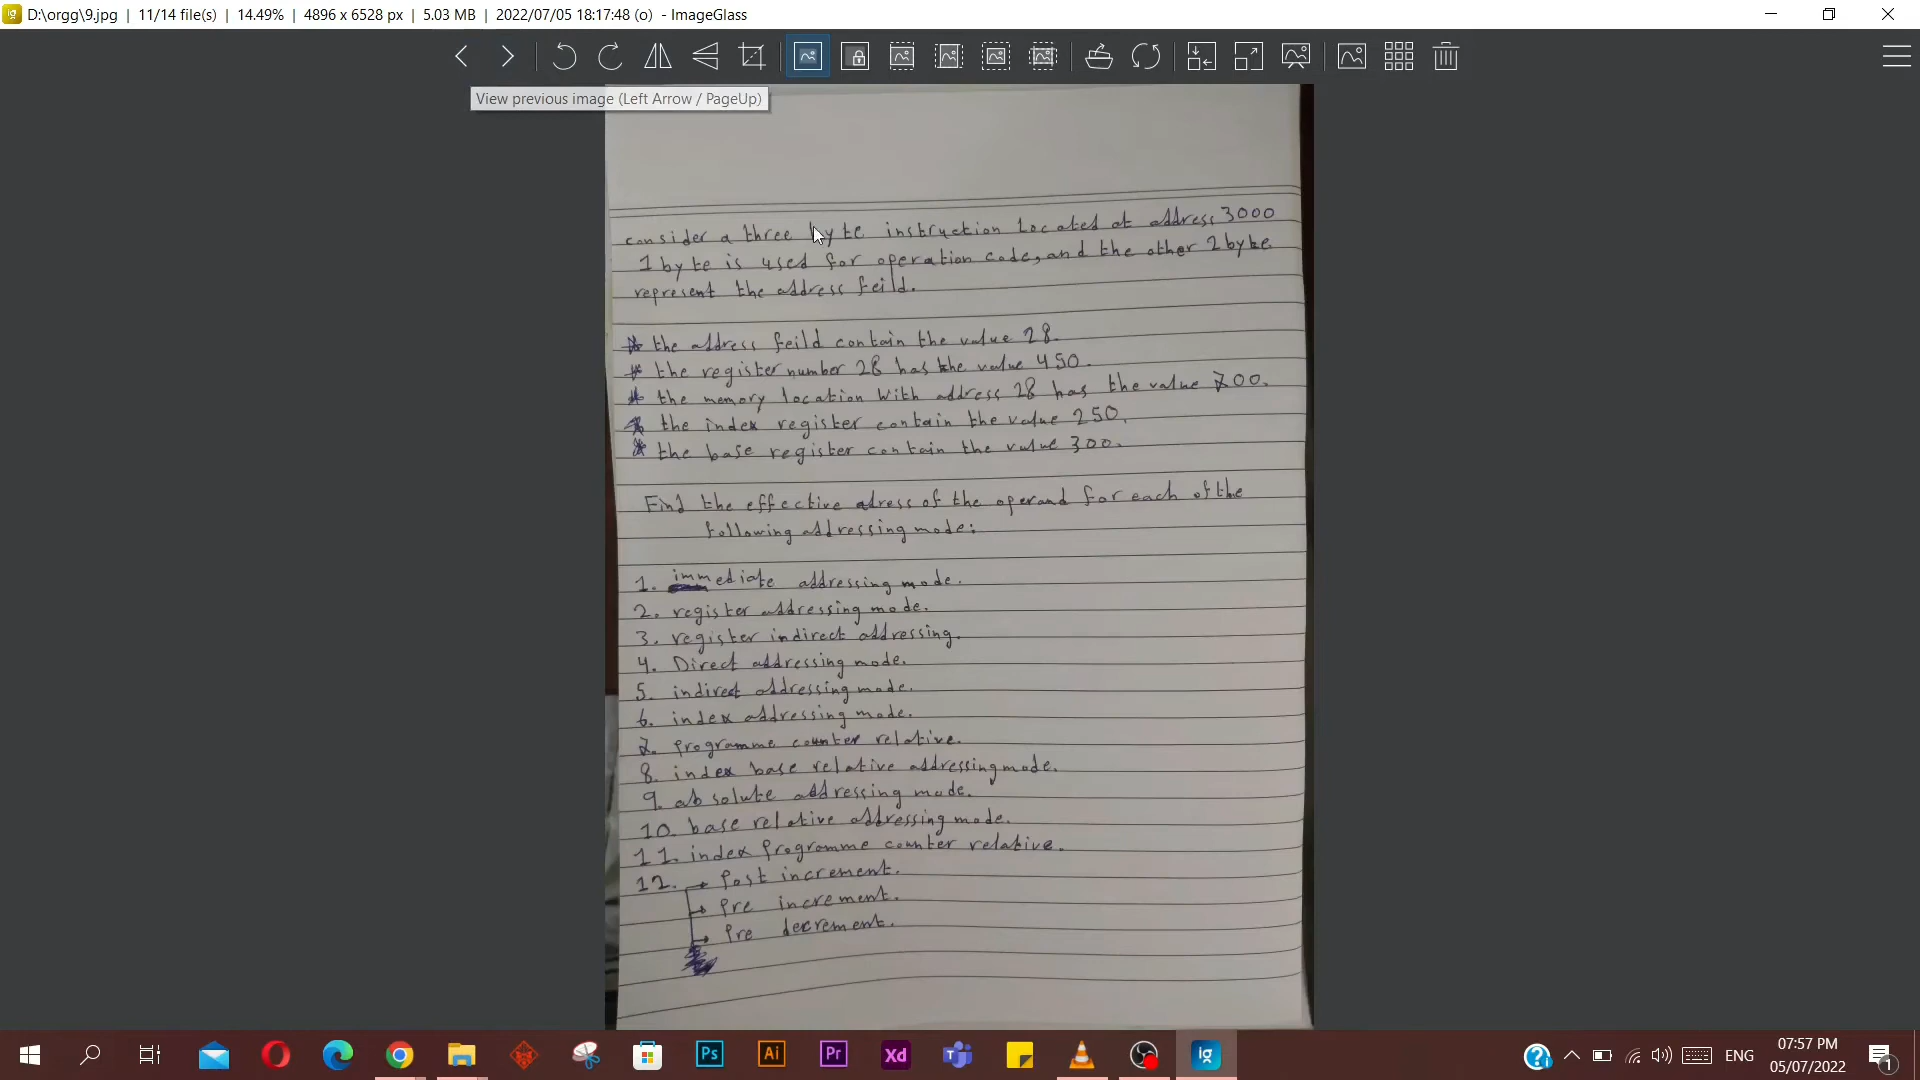 D:\orgg\9.jpg | 11/14 file(s) | 14.49% | 4896 x 6528 px | 5.03 MB | 2022/07/05 18:17:48 (o) - ImageGlass
View previous image (Left Arrow / PageUp)
consider a three byte instruction Located at address 3000
1 byte is used for operation code, and the other 2 byte
represent the address feild.
* the address feild contain the value 28.
* the register number 28 has the value 450.
* the memory location with address 28 has the value 700.
* the index register contain the value 250.
* the base register contain the value 300.
Find the effective adress of the operand for each of the
following addressing mode:
1. immediate addressing mode.
2. register addressing mode.
3. register indirect addressing.
4. Direct addressing mode.
5. indirect addressing mode.
6. index addressing mode.
7. programme counter relative.
8. index base relative addressing mode.
9. absolute addressing mode.
10. base relative addressing mode.
11. index programme counter relative.
12. → Post increment.
→ Pre increment.
→ Pre decrement.
Ps Ai Pr Xd ig ENG 07:57 PM
05/07/2022
1